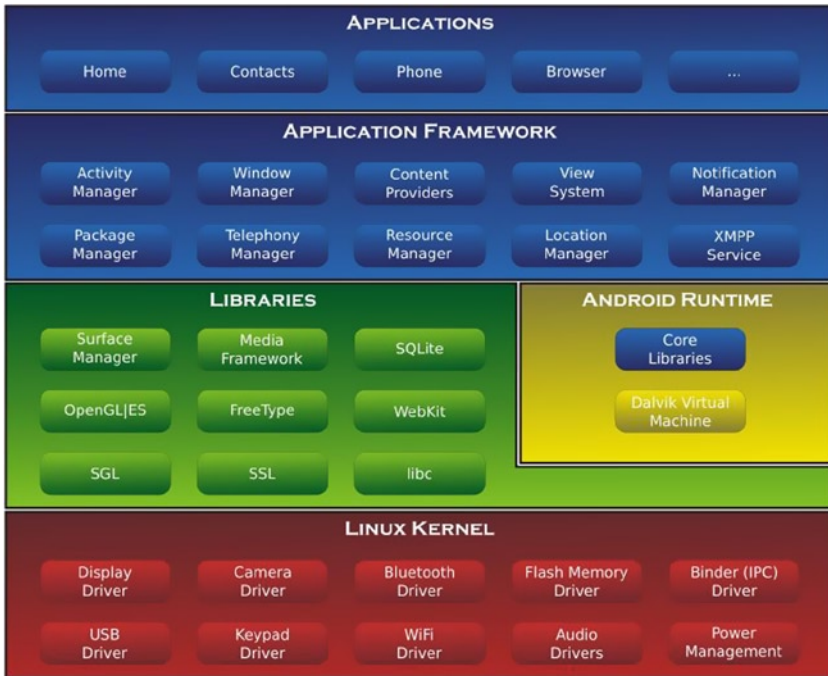 APPLICATIONS
Home
Contacts
Phone
Browser
...
APPLICATION FRAMEWORK
Activity
Manager
Window
Manager
Content
Providers
View
System
Notification
Manager
Package
Manager
Telephony
Manager
Resource
Manager
Location
Manager
XMPP
Service
LIBRARIES
Surface
Manager
Media
Framework
SQLite
OpenGL|ES
FreeType
WebKit
SGL
SSL
libc
ANDROID RUNTIME
Core
Libraries
Dalvik Virtual
Machine
LINUX KERNEL
Display
Driver
Camera
Driver
Bluetooth
Driver
Flash Memory
Driver
Binder (IPC)
Driver
USB
Driver
Keypad
Driver
WiFi
Driver
Audio
Drivers
Power
Management